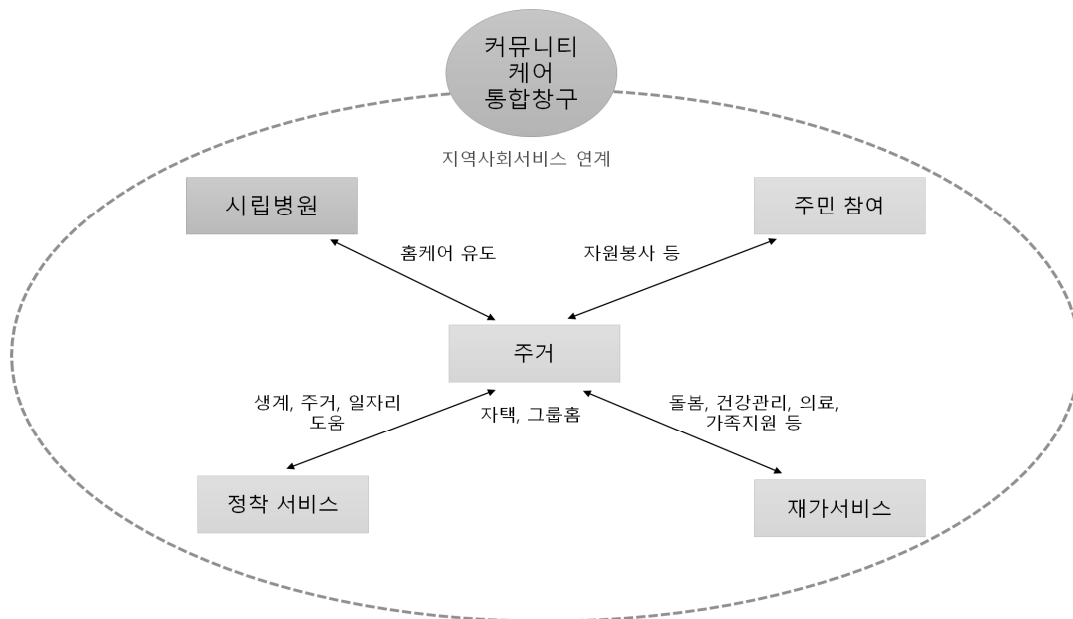 커뮤니티
케어
통합창구
지역사회서비스 연계
시립병원
주민 참여
홈케어 유도
자원봉사 등
주거
생계, 주거, 일자리
도움
자택, 그룹홈
돌봄, 건강관리, 의료,
가족지원 등
정착 서비스
재가서비스